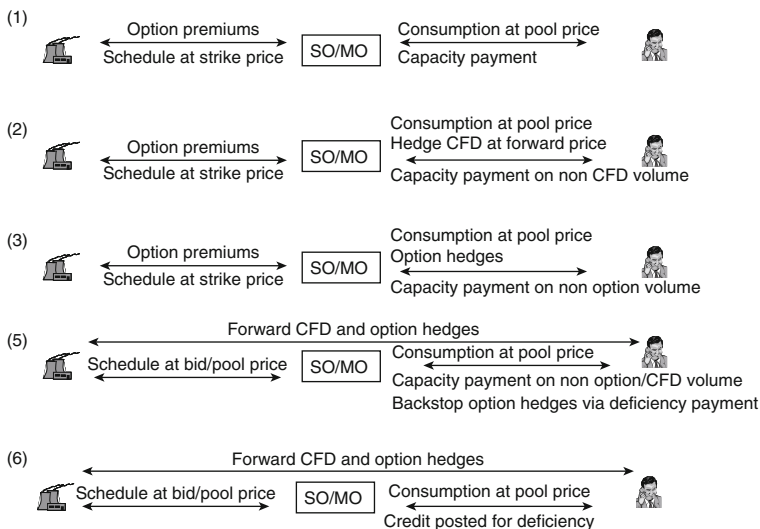 (1)
Option premiums
Schedule at strike price
SO/MO
Consumption at pool price
Capacity payment
(2)
Option premiums
Schedule at strike price
SO/MO
Consumption at pool price
Hedge CFD at forward price
Capacity payment on non CFD volume
(3)
Option premiums
Schedule at strike price
SO/MO
Consumption at pool price
Option hedges
Capacity payment on non option volume
(5)
Forward CFD and option hedges
Schedule at bid/pool price
SO/MO
Consumption at pool price
Capacity payment on non option/CFD volume
Backstop option hedges via deficiency payment
(6)
Forward CFD and option hedges
Schedule at bid/pool price
SO/MO
Consumption at pool price
Credit posted for deficiency